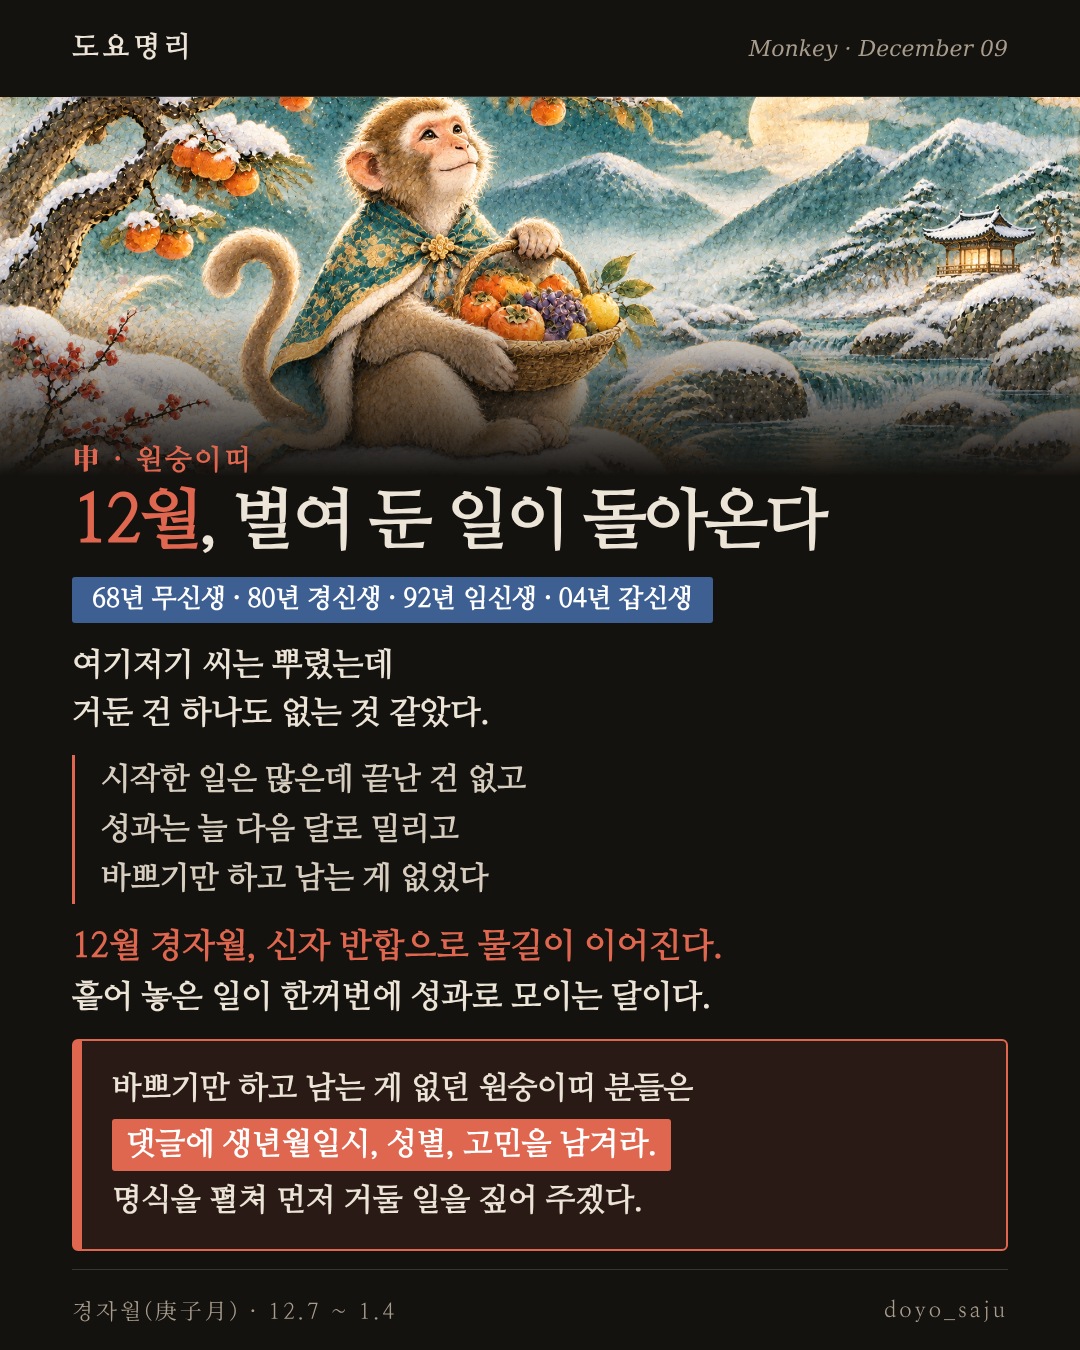 도요명리
Monkey · December 09
申 · 원숭이띠
12월, 벌여 둔 일이 돌아온다
68년 무신생 · 80년 경신생 · 92년 임신생 · 04년 갑신생
여기저기 씨는 뿌렸는데
거둔 건 하나도 없는 것 같았다.
시작한 일은 많은데 끝난 건 없고
성과는 늘 다음 달로 밀리고
바쁘기만 하고 남는 게 없었다
12월 경자월, 신자 반합으로 물길이 이어진다.
흩어 놓은 일이 한꺼번에 성과로 모이는 달이다.
바쁘기만 하고 남는 게 없던 원숭이띠 분들은
댓글에 생년월일시, 성별, 고민을 남겨라.
명식을 펼쳐 먼저 거둘 일을 짚어 주겠다.
경자월(庚子月) · 12.7 ~ 1.4
doyo_saju